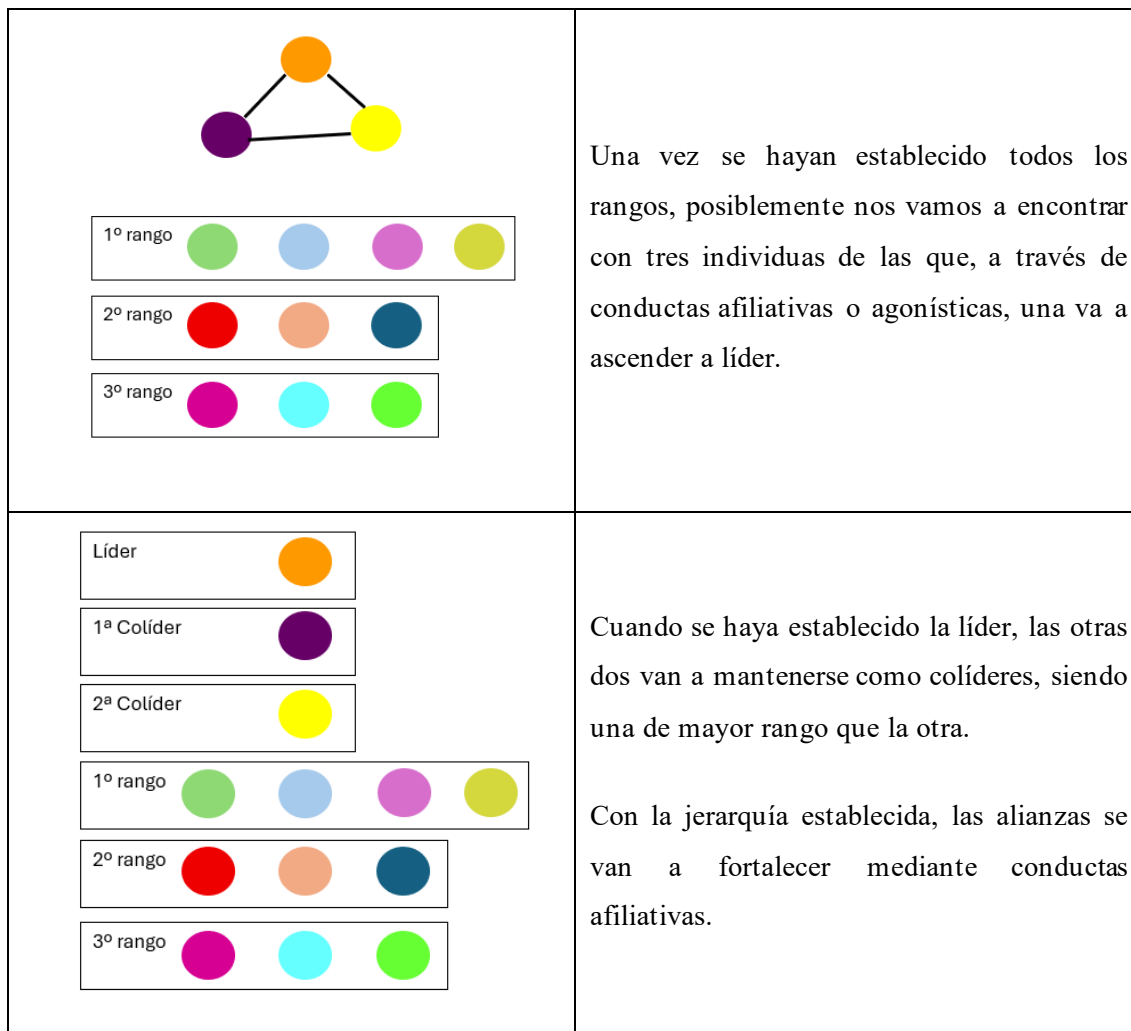 1º rango
2º rango
3º rango
Una vez se hayan establecido todos los
rangos, posiblemente nos vamos a encontrar
con tres individuas de las que, a través de
conductas afiliativas o agonísticas, una va a
ascender a líder.
Líder
1ª Colíder
2ª Colíder
1º rango
2º rango
3º rango
Cuando se haya establecido la líder, las otras
dos van a mantenerse como colíderes, siendo
una de mayor rango que la otra.
Con la jerarquía establecida, las alianzas se
van a fortalecer mediante conductas
afiliativas.